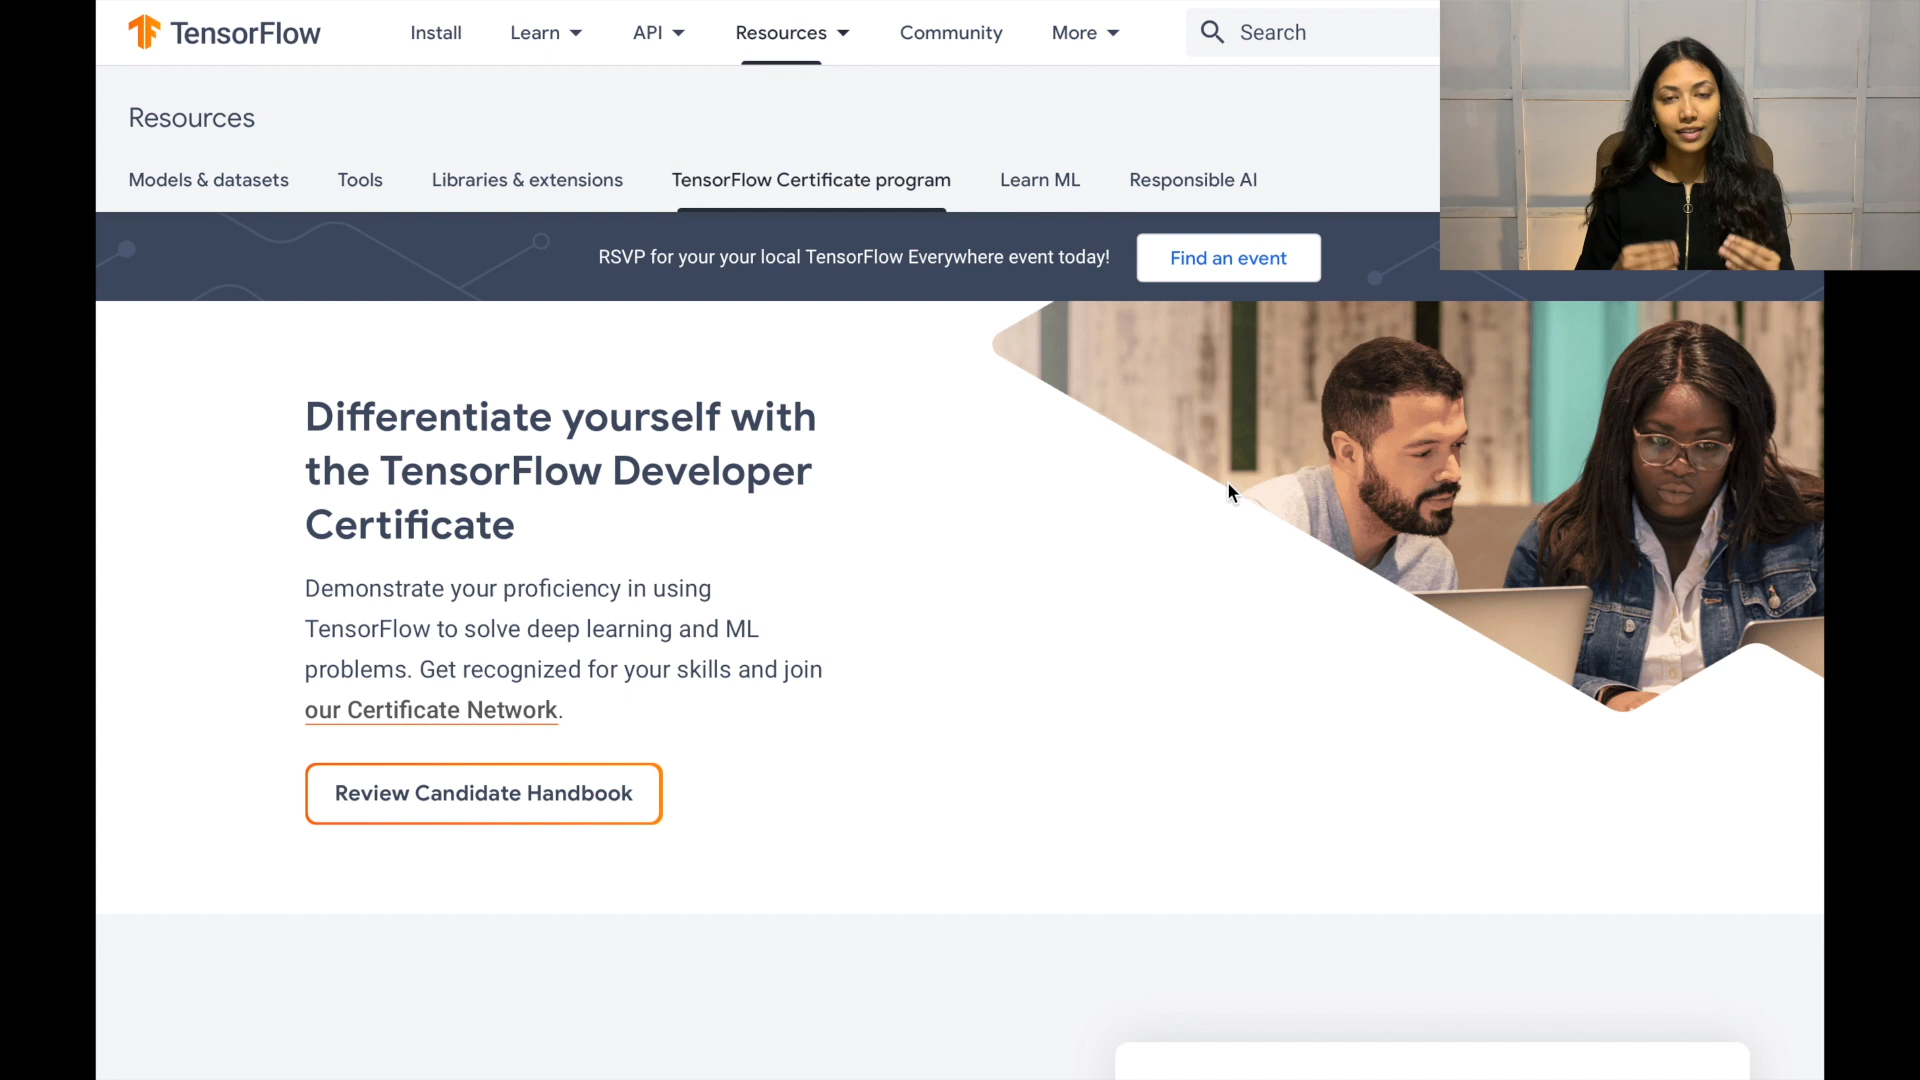 TensorFlow
Install
Learn
API
Resources
Community
More
Search
Resources
Models & datasets
Tools
Libraries & extensions
TensorFlow Certificate program
Learn ML
Responsible AI
RSVP for your your local TensorFlow Everywhere event today!
Find an event
Differentiate yourself with
the TensorFlow Developer
Certificate
Demonstrate your proficiency in using
TensorFlow to solve deep learning and ML
problems. Get recognized for your skills and join
our Certificate Network.
Review Candidate Handbook